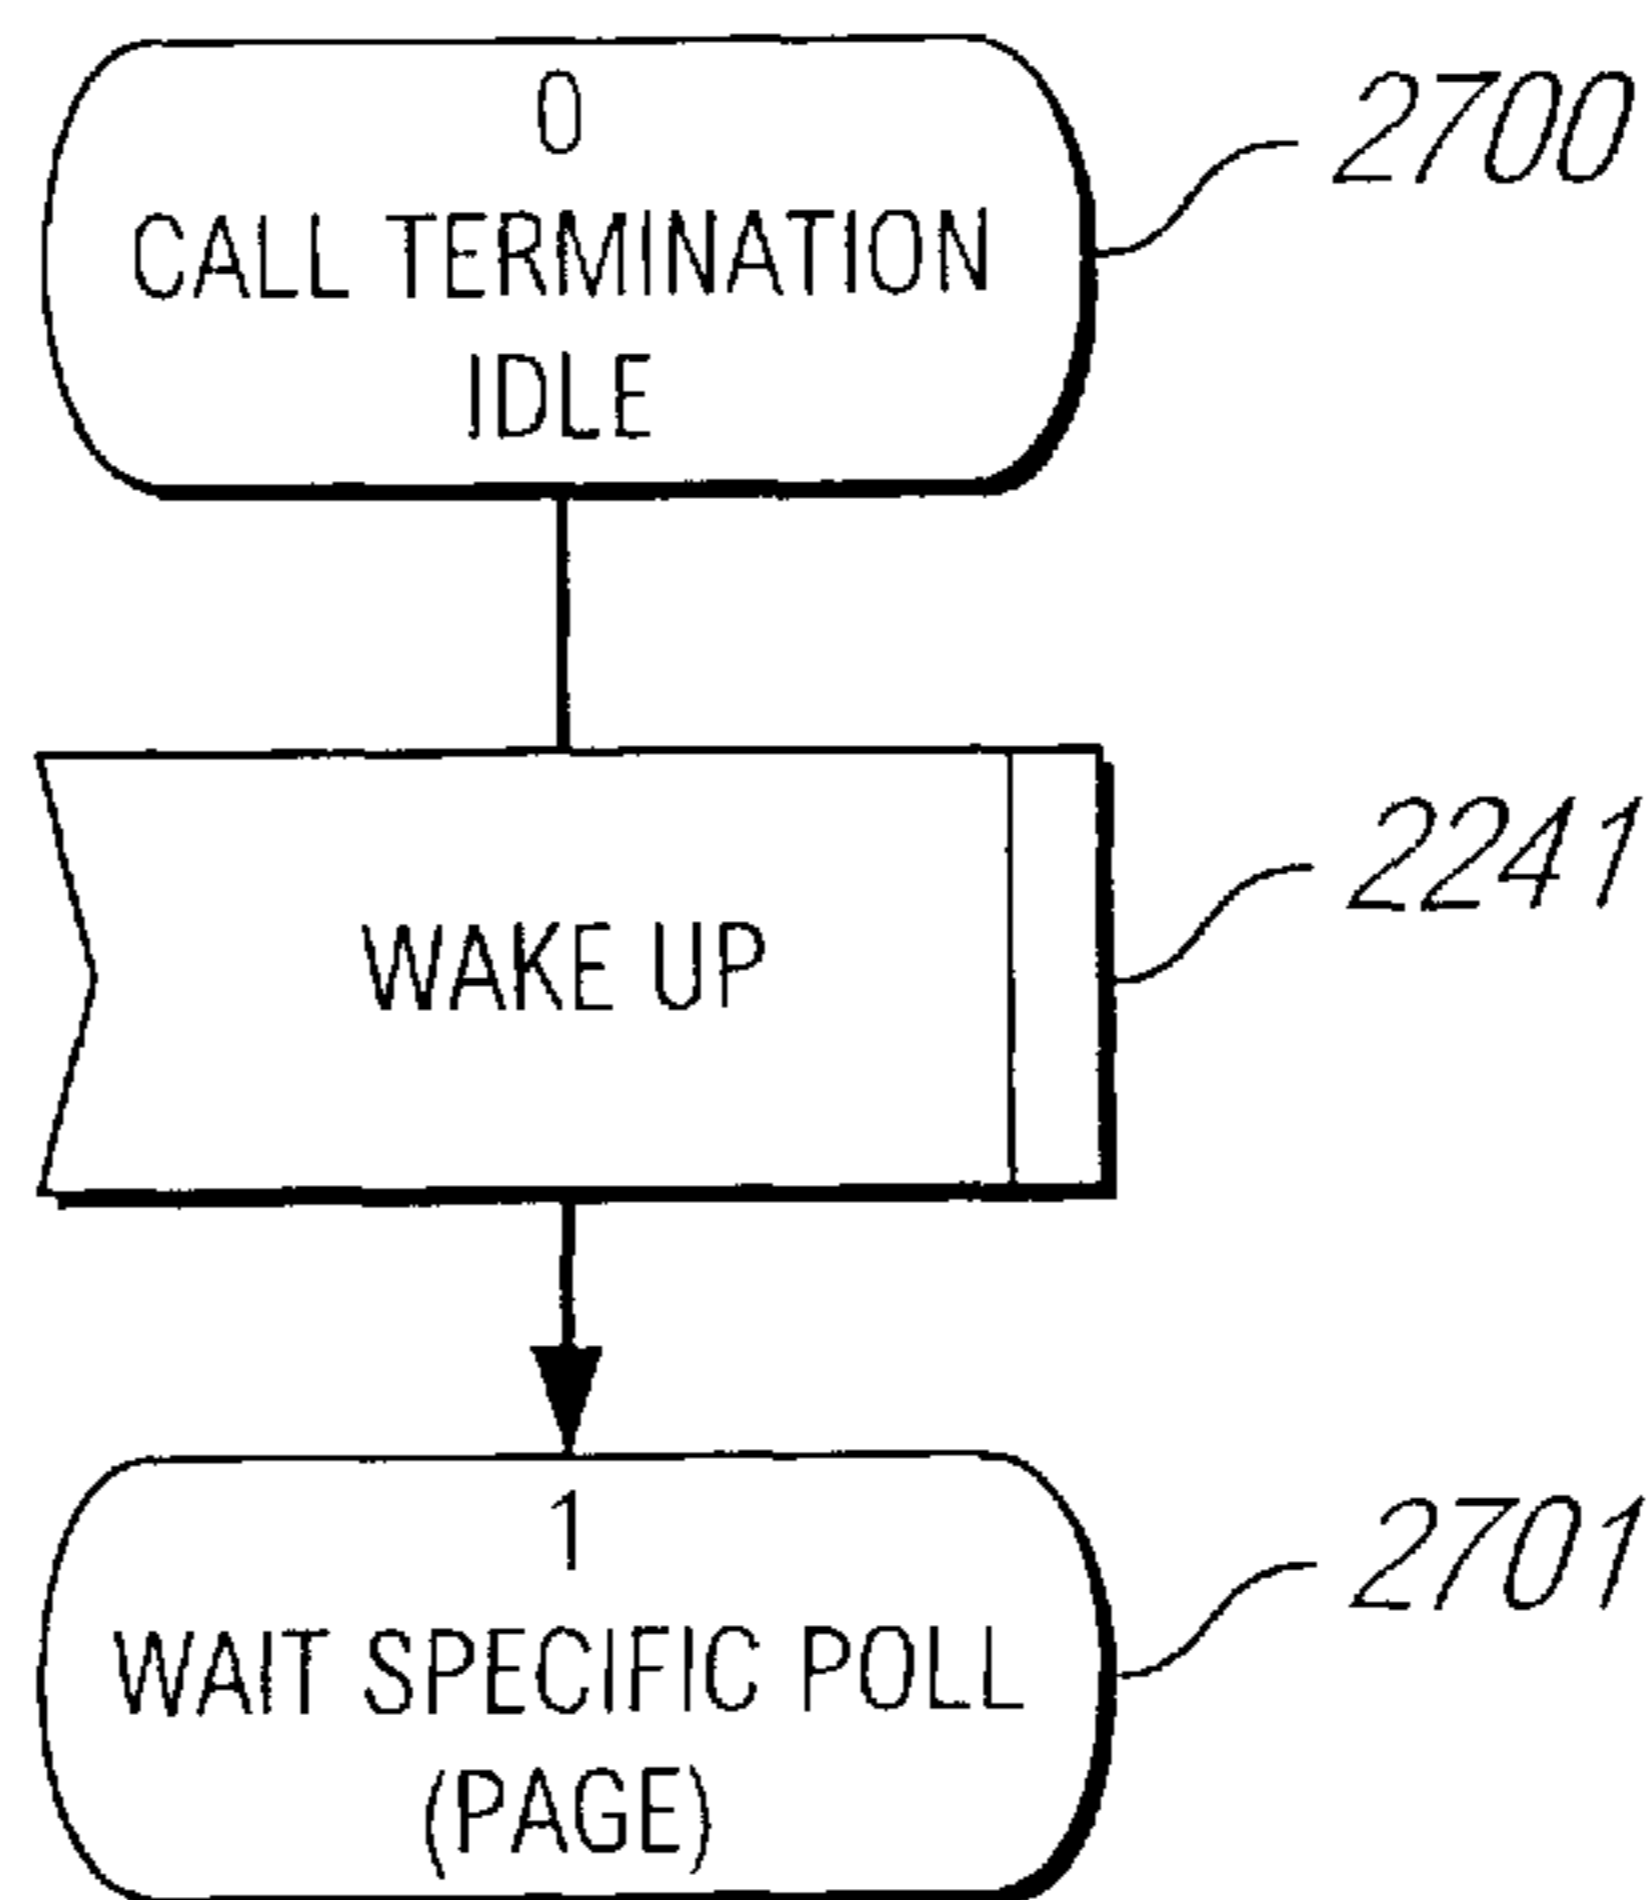 0
CALL TERMINATION
IDLE
2700
WAKE UP
2241
1
WAIT SPECIFIC POLL
(PAGE)
2701